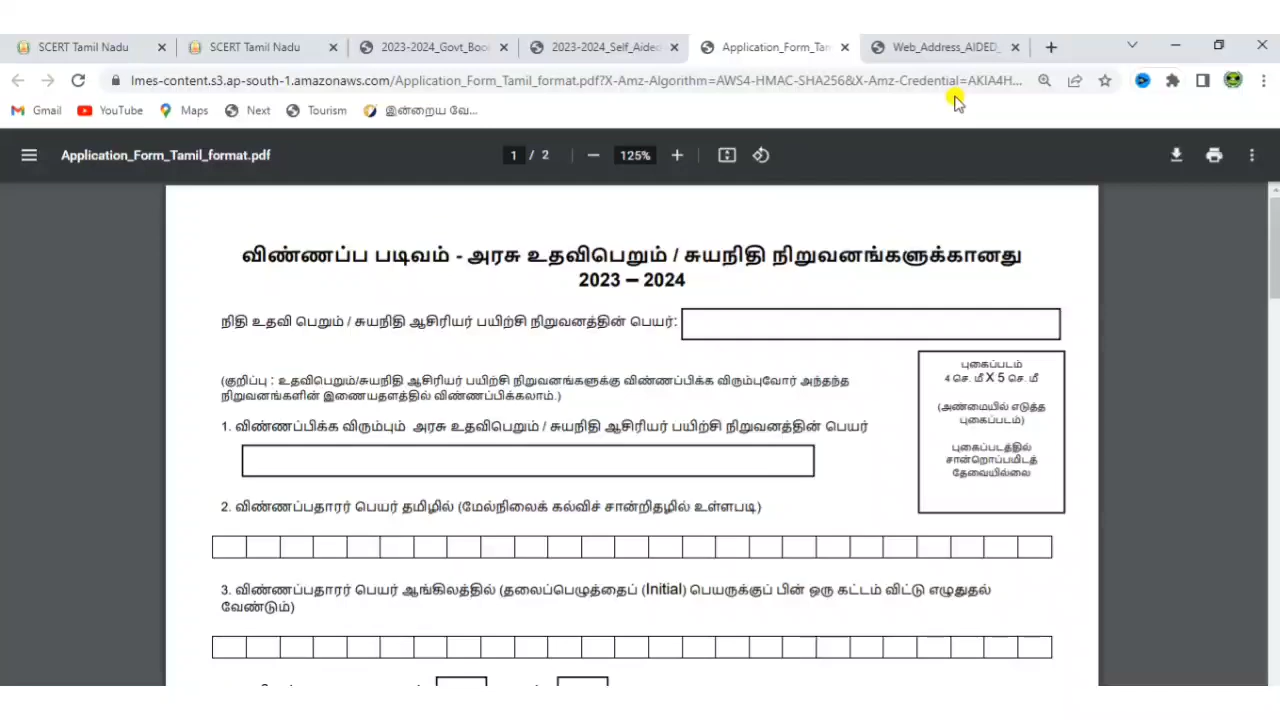 SCERT Tamil Nadu
SCERT Tamil Nadu
2023-2024_Govt_Boo
2023-2024_Self_Aided
Application_Form_Tam
Web_Address_AIDED_
lmes-content.s3.ap-south-1.amazonaws.com/Application_Form_Tamil_format.pdf?X-Amz-Algorithm=AWS4-HMAC-SHA256&X-Amz-Credential=AKIA4H...
Gmail
YouTube
Maps
Next
Tourism
இன்றைய வே...
Application_Form_Tamil_format.pdf
1 / 2
125%
விண்ணப்ப படிவம் - அரசு உதவிபெறும் / சுயநிதி நிறுவனங்களுக்கானது
2023 – 2024
நிதி உதவி பெறும் / சுயநிதி ஆசிரியர் பயிற்சி நிறுவனத்தின் பெயர்:
புகைப்படம்
4 செ. மீ X 5 செ. மீ
(அண்மையில் எடுத்த
புகைப்படம்)
புகைப்படத்தில்
சான்றொப்பமிடத்
தேவையில்லை
(குறிப்பு : உதவிபெறும்/சுயநிதி ஆசிரியர் பயிற்சி நிறுவனங்களுக்கு விண்ணப்பிக்க விரும்புவோர் அந்தந்த
நிறுவனங்களின் இணையதளத்தில் விண்ணப்பிக்கலாம்.)
1. விண்ணப்பிக்க விரும்பும் அரசு உதவிபெறும் / சுயநிதி ஆசிரியர் பயிற்சி நிறுவனத்தின் பெயர்
2. விண்ணப்பதாரர் பெயர் தமிழில் (மேல்நிலைக் கல்விச் சான்றிதழில் உள்ளபடி)
3. விண்ணப்பதாரர் பெயர் ஆங்கிலத்தில் (தலைப்பெழுத்தைப் (Initial) பெயருக்குப் பின் ஒரு கட்டம் விட்டு எழுதுதல்
வேண்டும்)